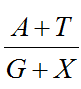 A + T
G + X